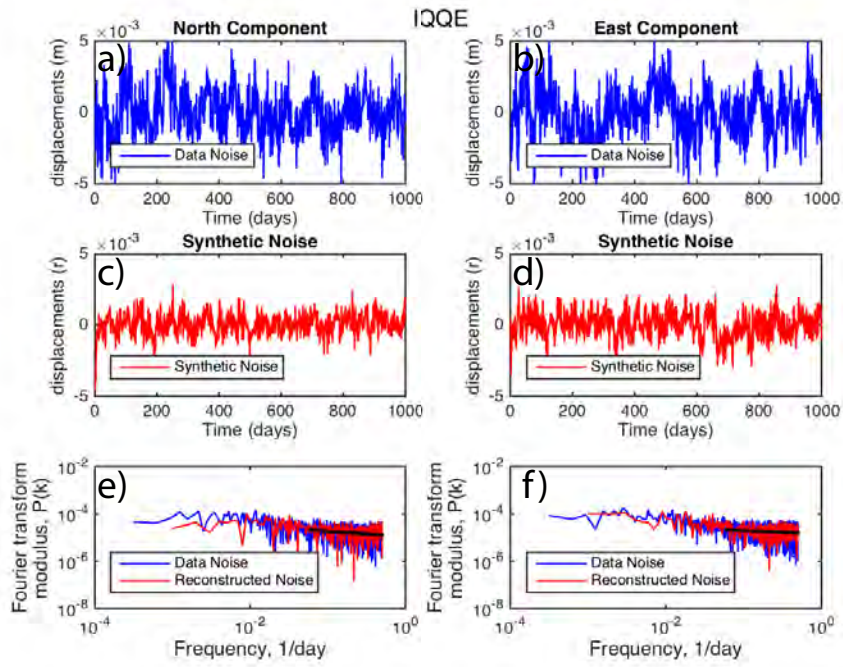 IQQE
North Component
East Component
×10⁻³
×10⁻³
a)
b)
displacements (m)
displacements (m)
5
0
-5
5
0
-5
Data Noise
Data Noise
0 200 400 600 800 1000
0 200 400 600 800 1000
Time (days)
Time (days)
Synthetic Noise
Synthetic Noise
×10⁻³
×10⁻³
c)
d)
displacements (r)
displacements (m)
5
0
-5
5
0
-5
Synthetic Noise
Synthetic Noise
0 200 400 600 800 1000
0 200 400 600 800 1000
Time (days)
Time (days)
e)
f)
Fourier transform
modulus, P(k)
Fourier transform
modulus, P(k)
10⁻²
10⁻⁴
10⁻⁶
10⁻⁸
10⁻²
10⁻⁴
10⁻⁶
10⁻⁸
Data Noise
Reconstructed Noise
Data Noise
Reconstructed Noise
10⁻⁴ 10⁻² 10⁰
10⁻⁴ 10⁻² 10⁰
Frequency, 1/day
Frequency, 1/day